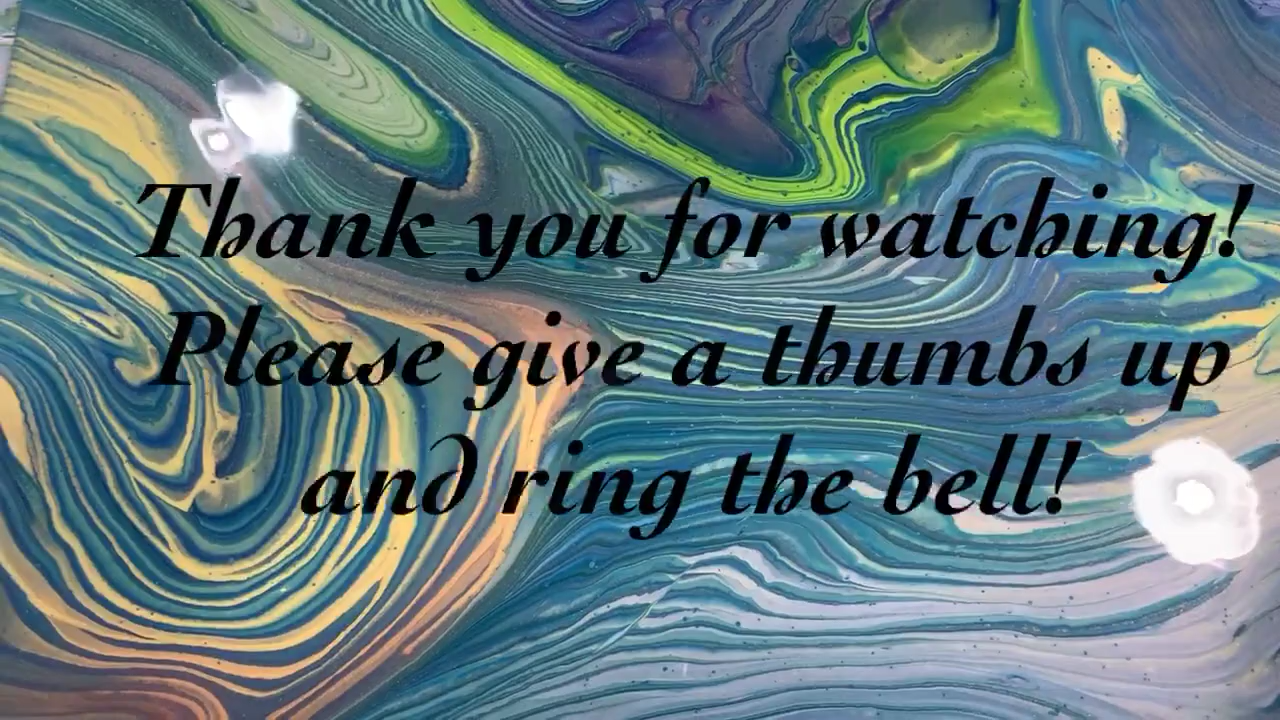 Thank you for watching!
Please give a thumbs up
and ring the bell!